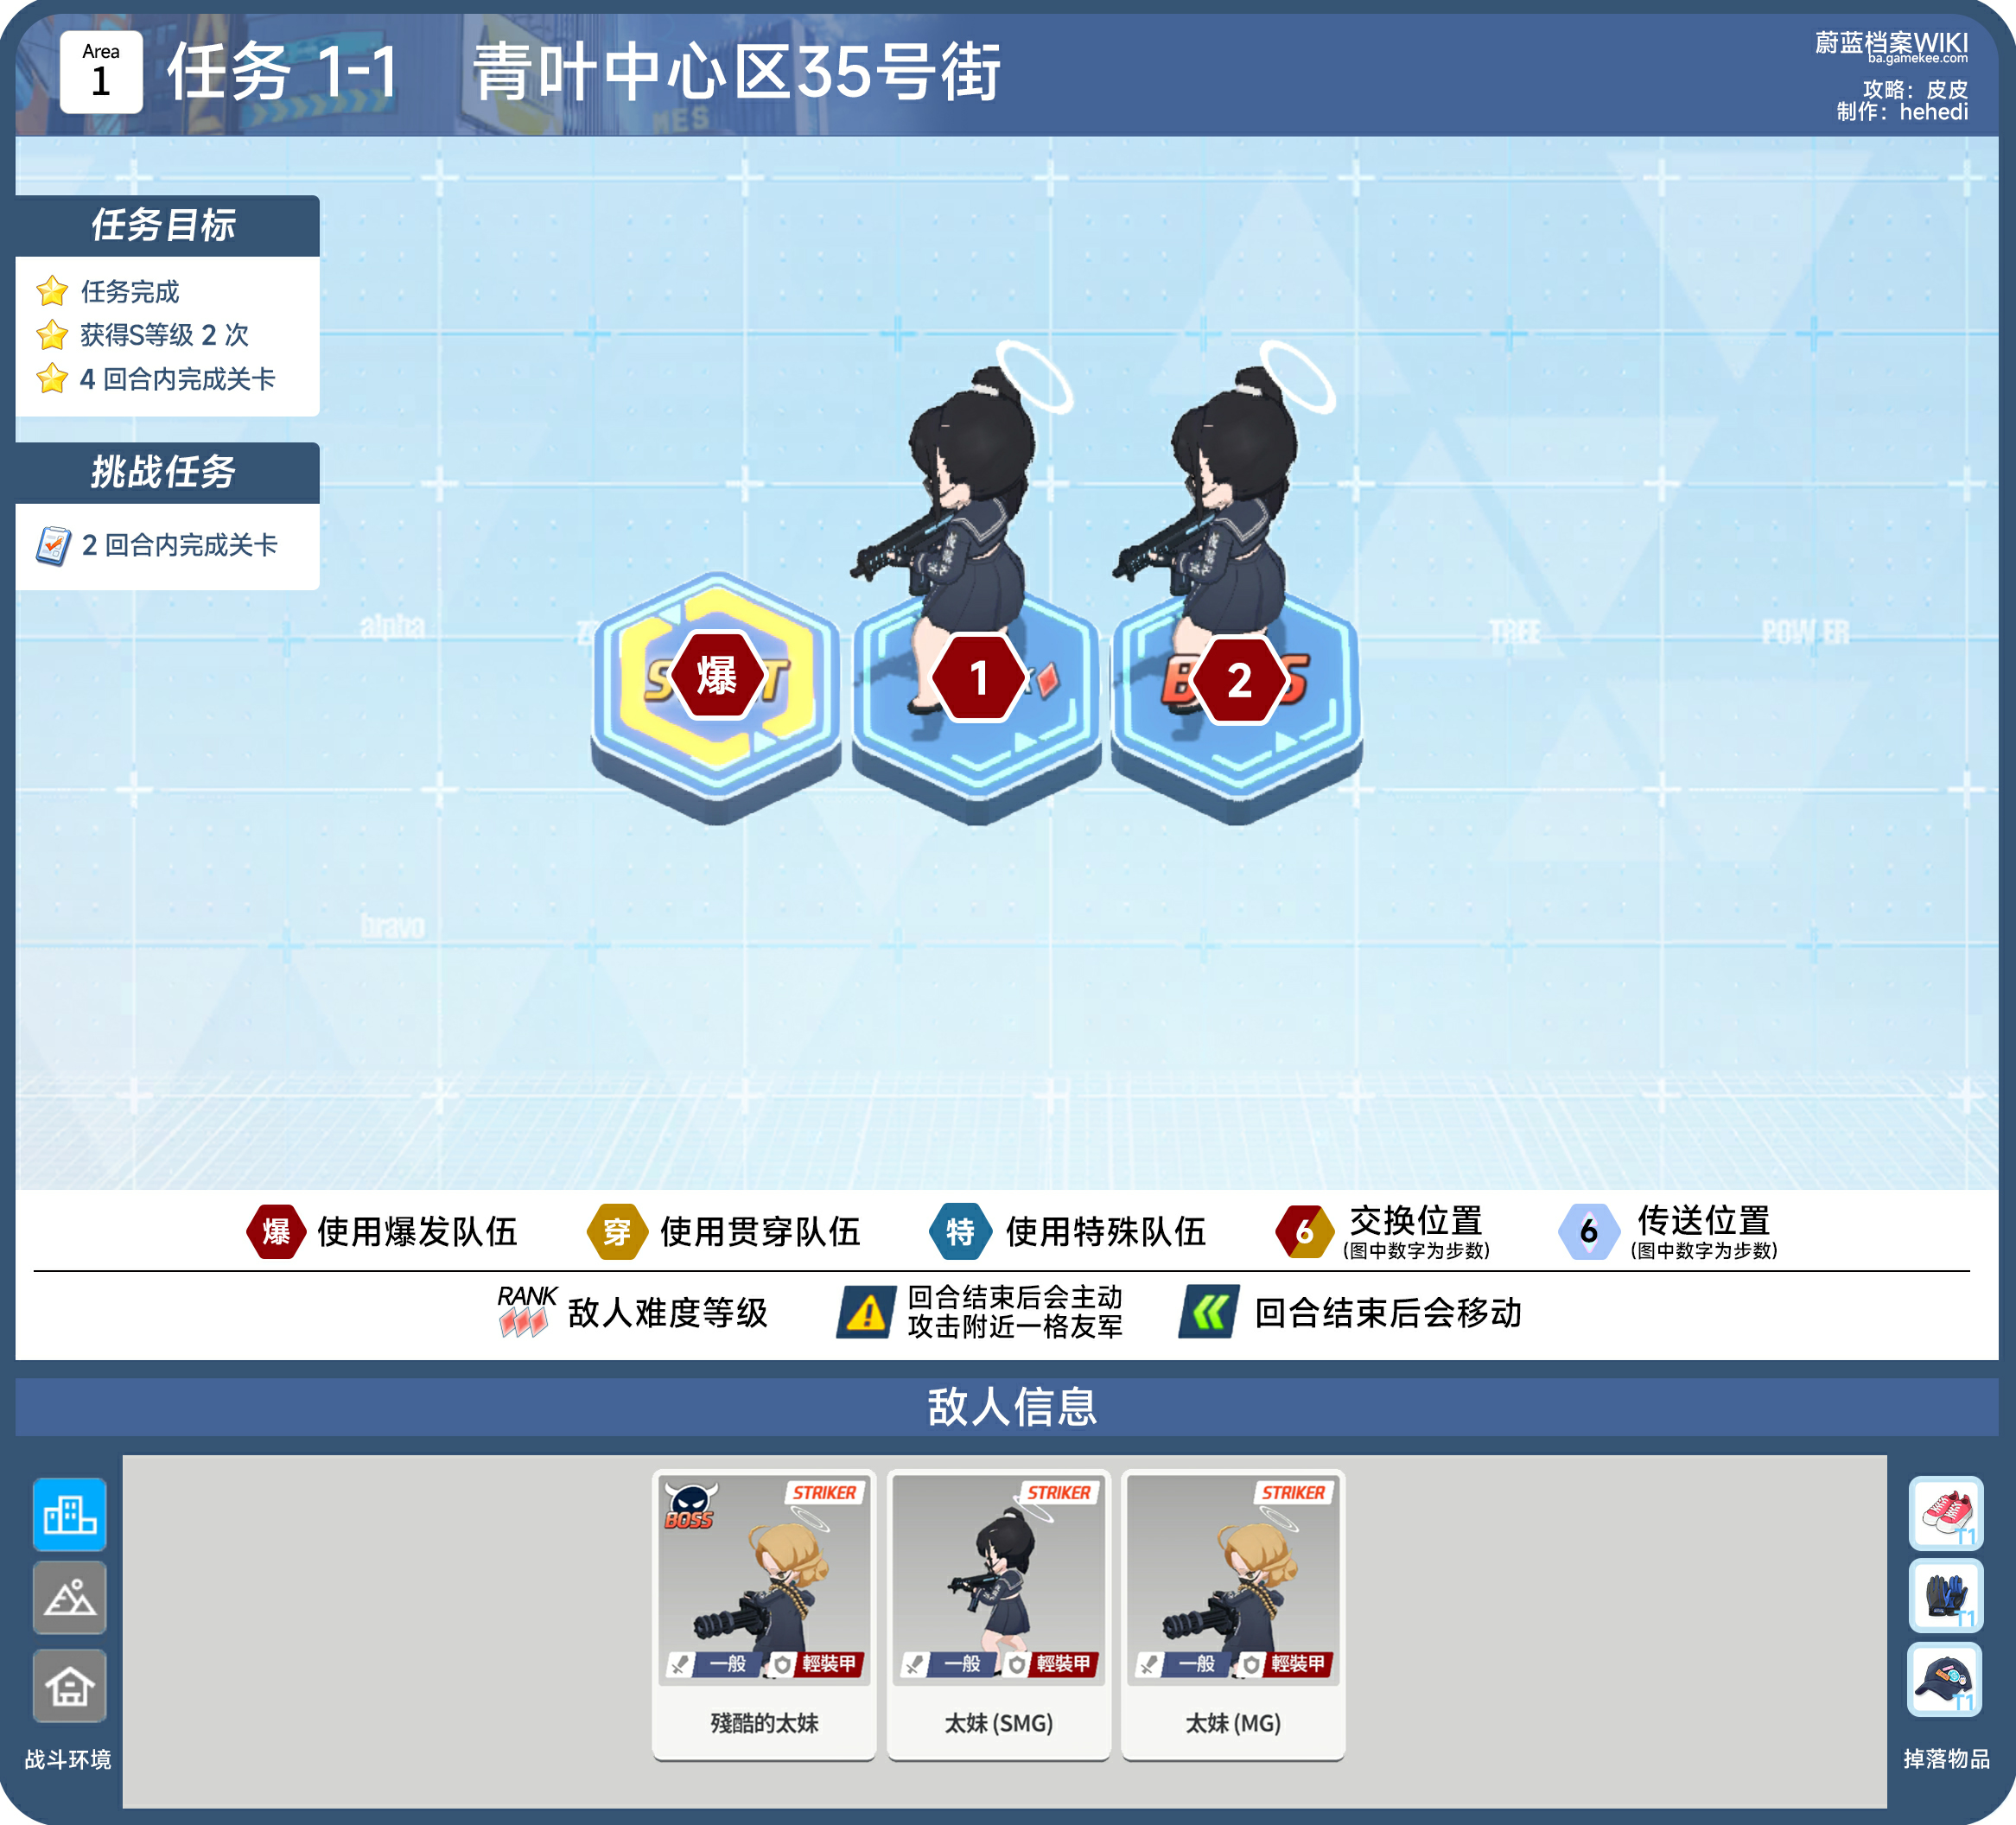 Area
1
任务 1-1 青叶中心区35号街
蔚蓝档案WIKI
ba.gamekee.com
攻略：皮皮
制作：hehedi
任务目标
任务完成
获得S等级 2 次
4 回合内完成关卡
挑战任务
2 回合内完成关卡
alpha
TREE
POWER
bravo
爆
1
2
爆 使用爆发队伍
穿 使用贯穿队伍
特 使用特殊队伍
6 交换位置
(图中数字为步数)
6 传送位置
(图中数字为步数)
RANK 敌人难度等级
回合结束后会主动
攻击附近一格友军
回合结束后会移动
敌人信息
战斗环境
BOSS
STRIKER
一般 輕裝甲
殘酷的太妹
STRIKER
一般 輕裝甲
太妹 (SMG)
STRIKER
一般 輕裝甲
太妹 (MG)
T1
T1
T1
掉落物品